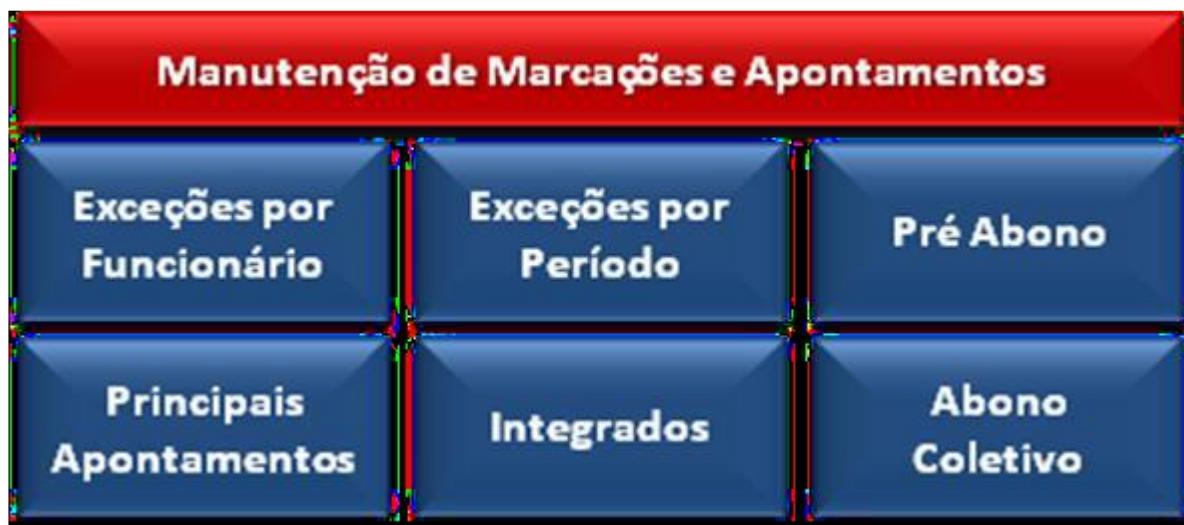 Manutenção de Marcações e Apontamentos
Exceções por
Funcionário
Exceções por
Período
Pré Abono
Principais
Apontamentos
Integrados
Abono
Coletivo